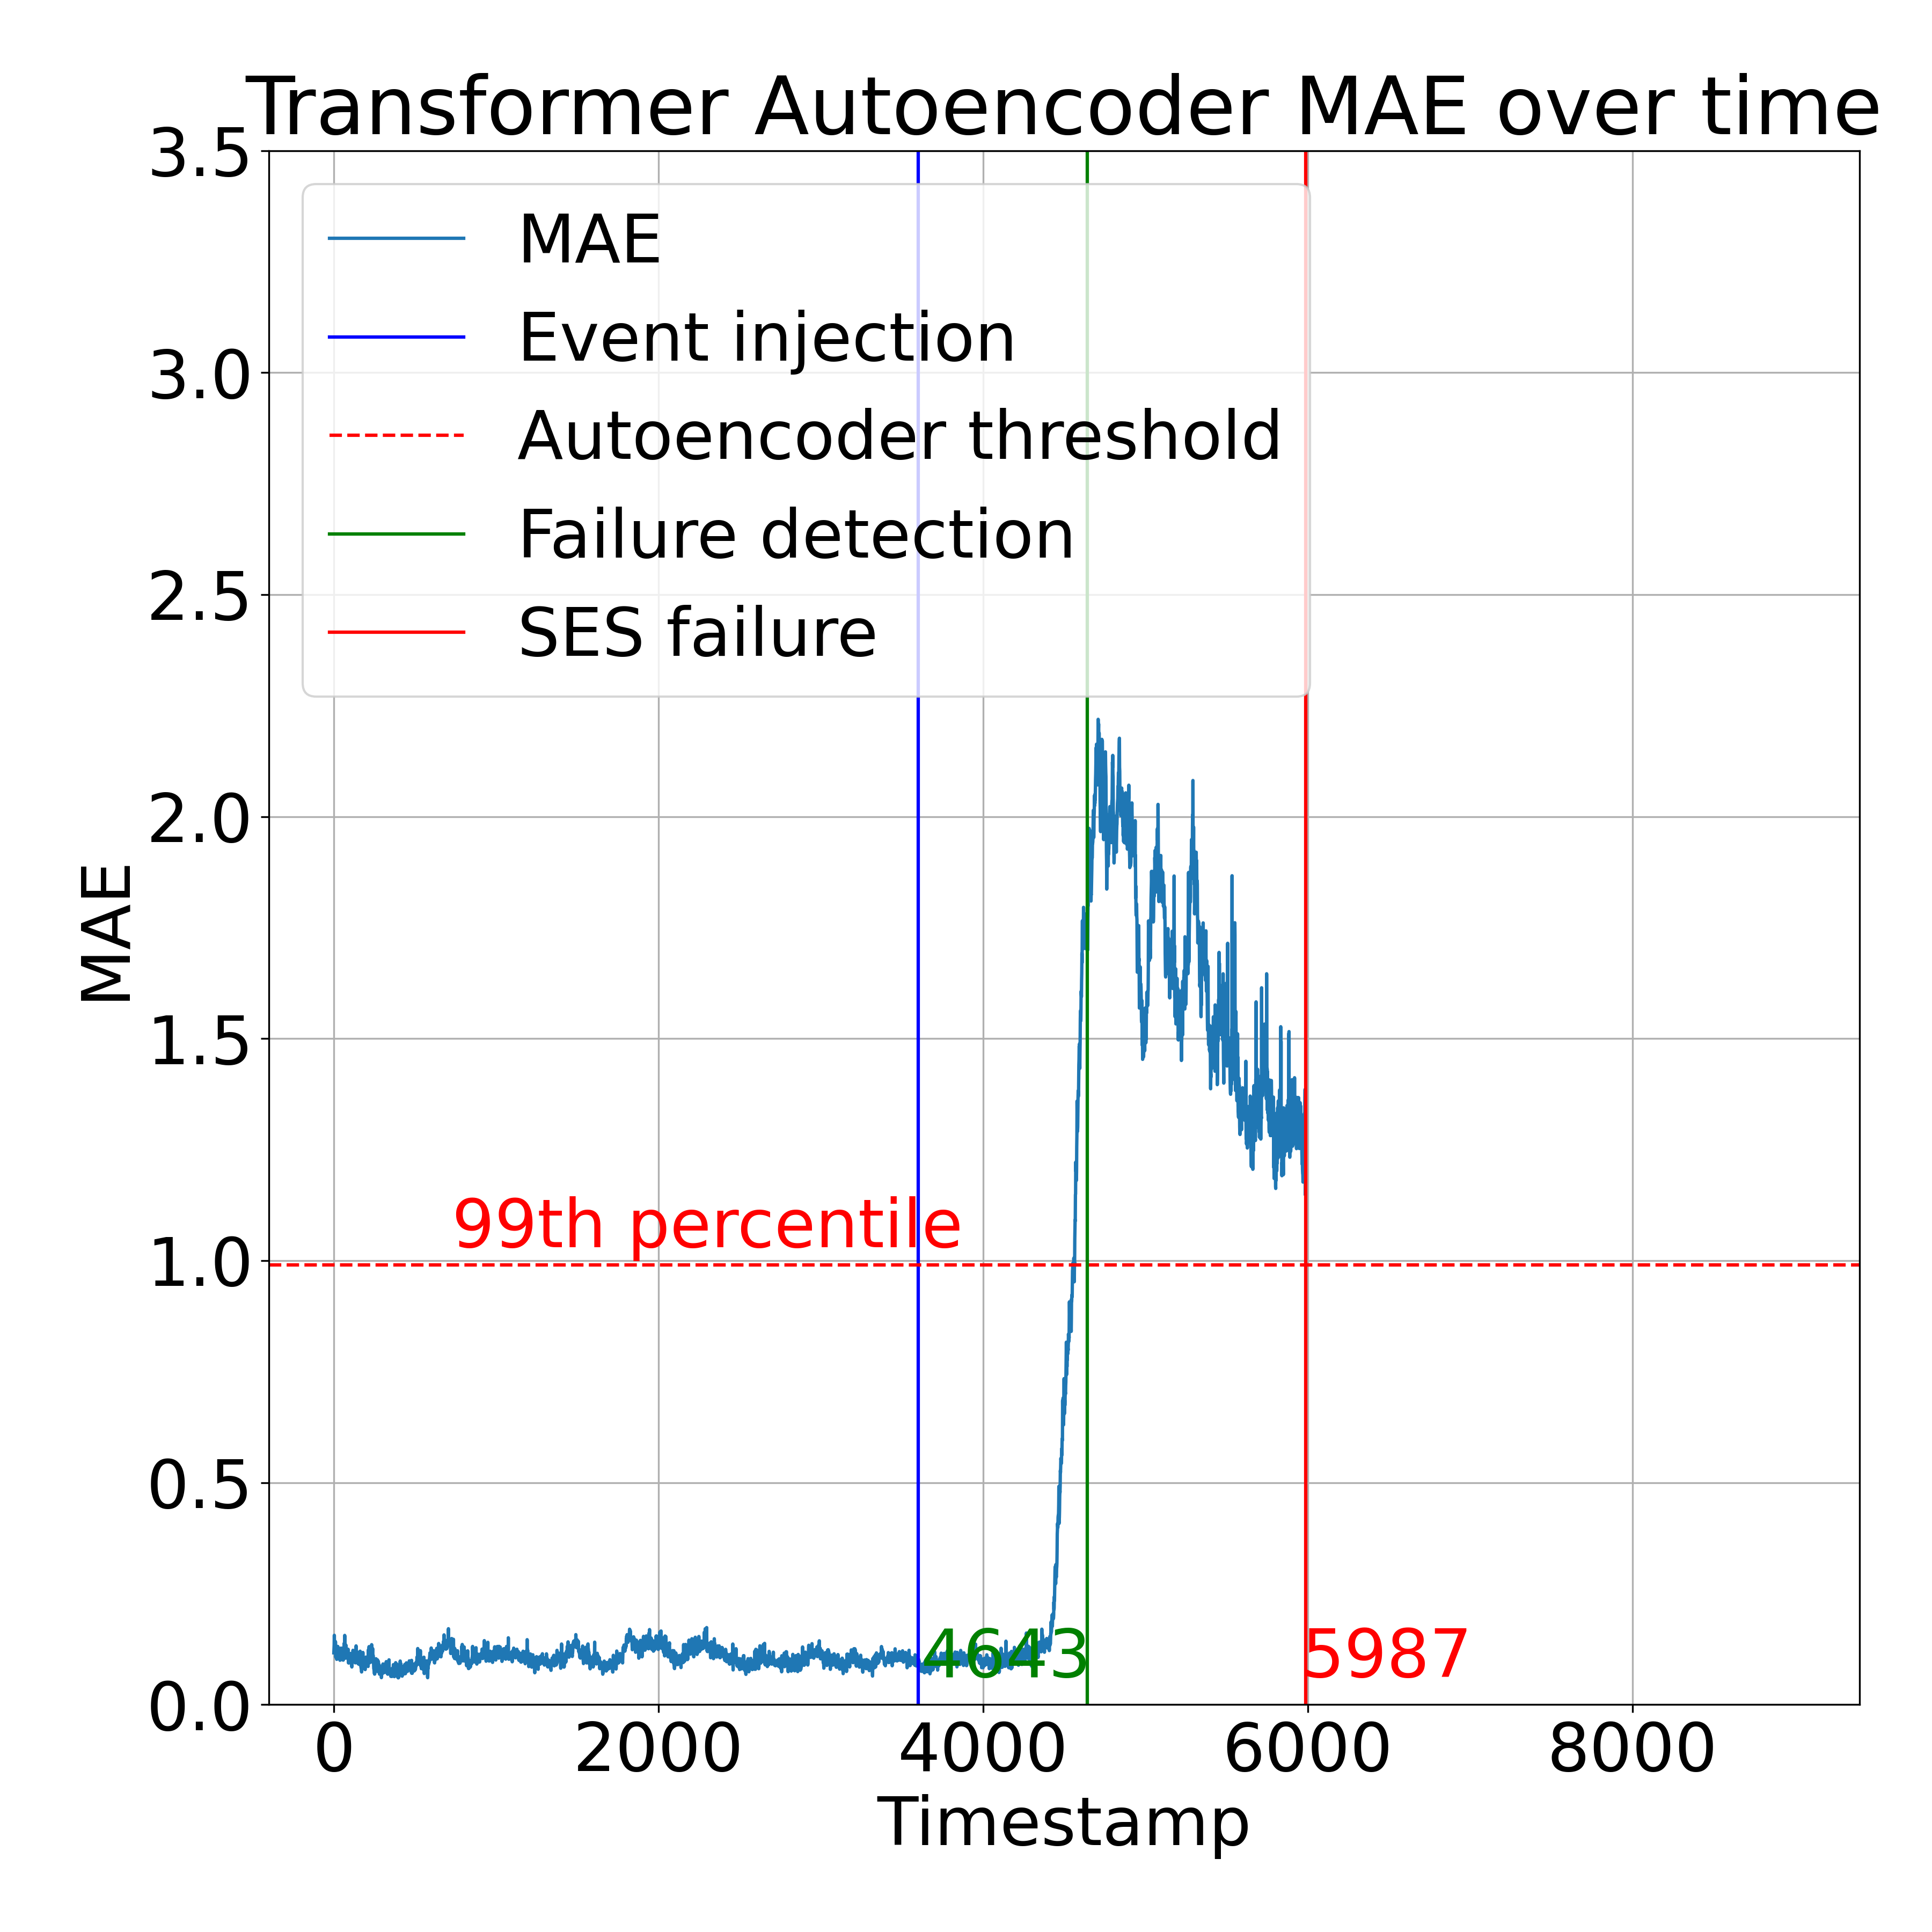 Transformer Autoencoder MAE over time
3.5
3.0
2.5
2.0
1.5
1.0
0.5
0.0
MAE
MAE
Event injection
Autoencoder threshold
Failure detection
SES failure
99th percentile
4643
5987
0
2000
4000
6000
8000
Timestamp